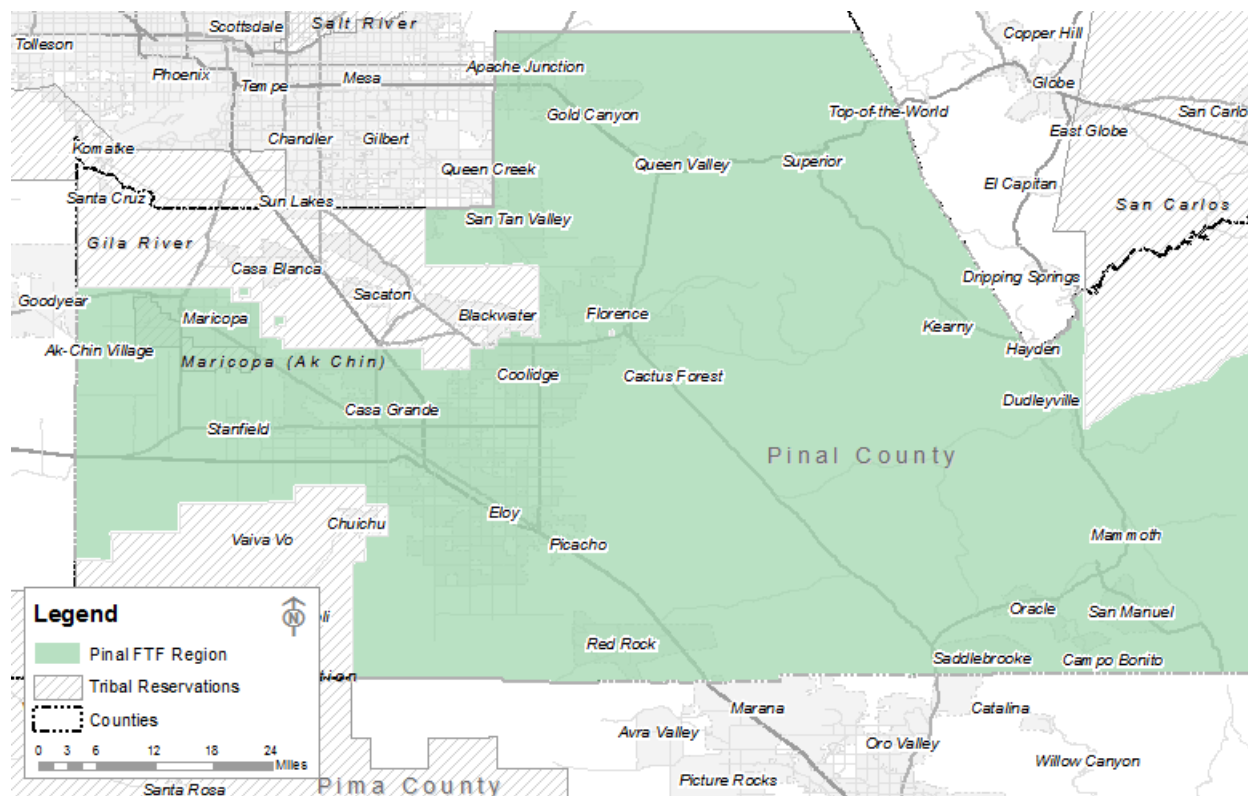 Scottsdale
Salt River
Tolleson
Copper Hill
Phoenix
Tempe
Mesa
Apache Junction
Globe
Gold Canyon
Top-of-the-World
San Carlo
East Globe
Komatke
Chandler
Gilbert
Queen Creek
Queen Valley
Superior
El Capitan
Santa Cruz
Sun Lakes
San Tan Valley
San Carlos
Gila River
Casa Blanca
Dripping Springs
Goodyear
Sacaton
Maricopa
Blackwater
Florence
Kearny
Ak-Chin Village
Maricopa (Ak Chin)
Hayden
Coolidge
Cactus Forest
Casa Grande
Dudleyville
Stanfield
Pinal County
Eloy
Chuichu
Vaiva Vo
Picacho
Mammoth
Legend
N
Oracle
San Manuel
oli
Pinal FTF Region
Red Rock
Saddlebrooke
Campo Bonito
tion
Tribal Reservations
Counties
Marana
Catalina
Avra Valley
Oro Valley
0 3 6 12 18 24
Miles
Willow Canyon
Picture Rocks
Pima County
Santa Rosa